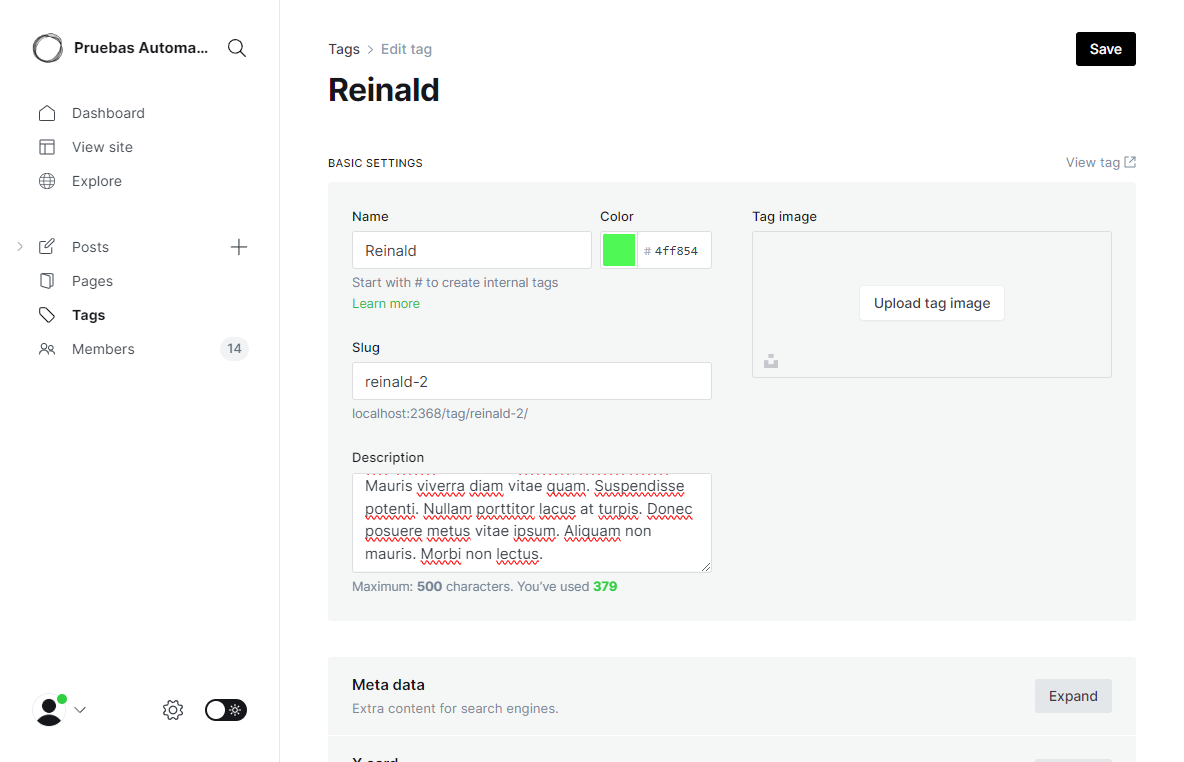 Pruebas Automa...
Dashboard
View site
Explore
Posts
Pages
Tags
Members
14
Tags > Edit tag
Save
Reinald
BASIC SETTINGS
View tag
Name
Reinald
Start with # to create internal tags
Learn more
Color
# 4ff854
Tag image
Upload tag image
Slug
reinald-2
localhost:2368/tag/reinald-2/
Description
Mauris viverra diam vitae quam. Suspendisse
potenti. Nullam porttitor lacus at turpis. Donec
posuere metus vitae ipsum. Aliquam non
mauris. Morbi non lectus.
Maximum: 500 characters. You’ve used 379
Meta data
Extra content for search engines.
Expand
X card